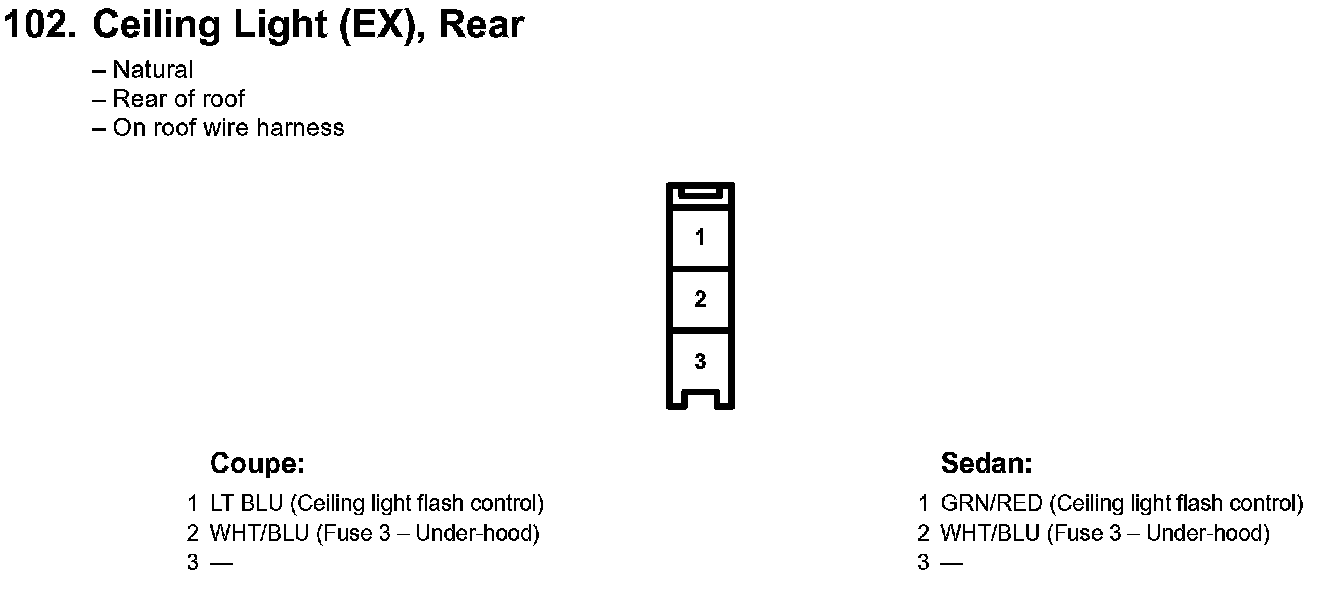 102. Ceiling Light (EX), Rear
– Natural
– Rear of roof
– On roof wire harness
1
2
3
Coupe:
1 LT BLU (Ceiling light flash control)
2 WHT/BLU (Fuse 3 – Under-hood)
3 —
Sedan:
1 GRN/RED (Ceiling light flash control)
2 WHT/BLU (Fuse 3 – Under-hood)
3 —